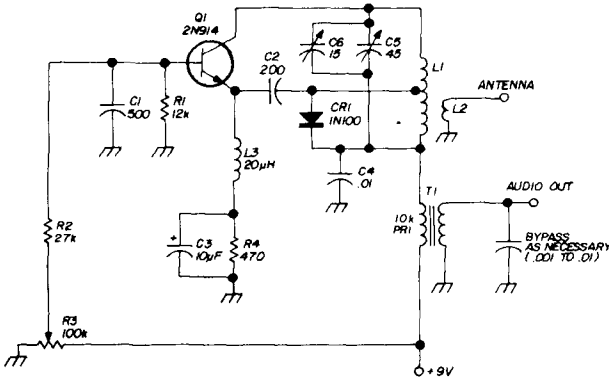 Q1
2N914
C2
200
C6
15
C5
45
L1
ANTENNA
L2
C1
500
R1
12k
CR1
1N100
L3
20µH
C4
.01
T1
10k
PRI
AUDIO OUT
R2
27k
C3
10µF
R4
470
BYPASS
AS NECESSARY
(.001 TO .01)
R3
100k
+
+9V